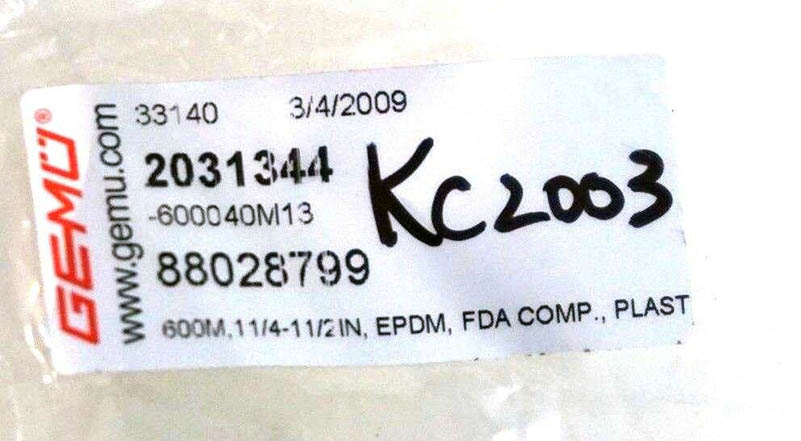 GEMÜ®
www.gemu.com
33140 3/4/2009
2031344
-600040M13
88028799
600M,11/4-11/2IN, EPDM, FDA COMP., PLAST
KC2003